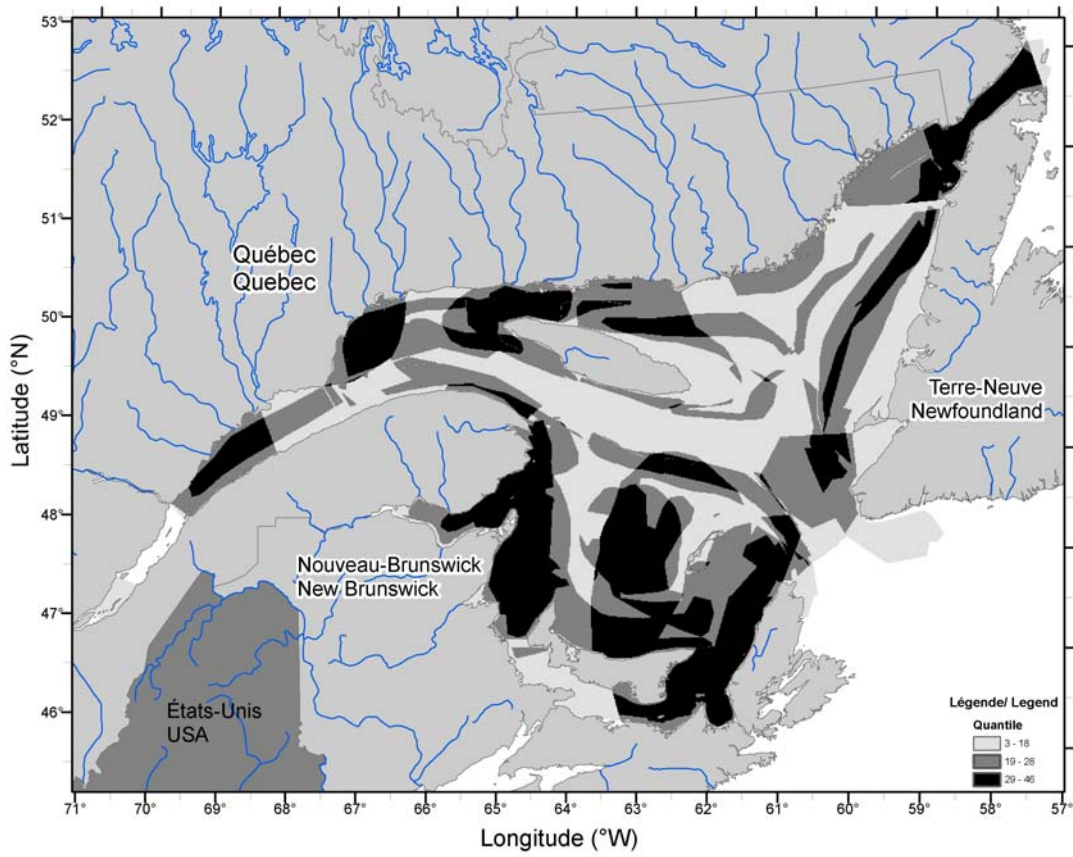 53°
52°
51°
50°
49°
48°
47°
46°
Latitude (°N)
Québec
Quebec
Terre-Neuve
Newfoundland
Nouveau-Brunswick
New Brunswick
États-Unis
USA
Légende/ Legend
Quantile
3 - 18
19 - 28
29 - 46
71° 70° 69° 68° 67° 66° 65° 64° 63° 62° 61° 60° 59° 58° 57°
Longitude (°W)